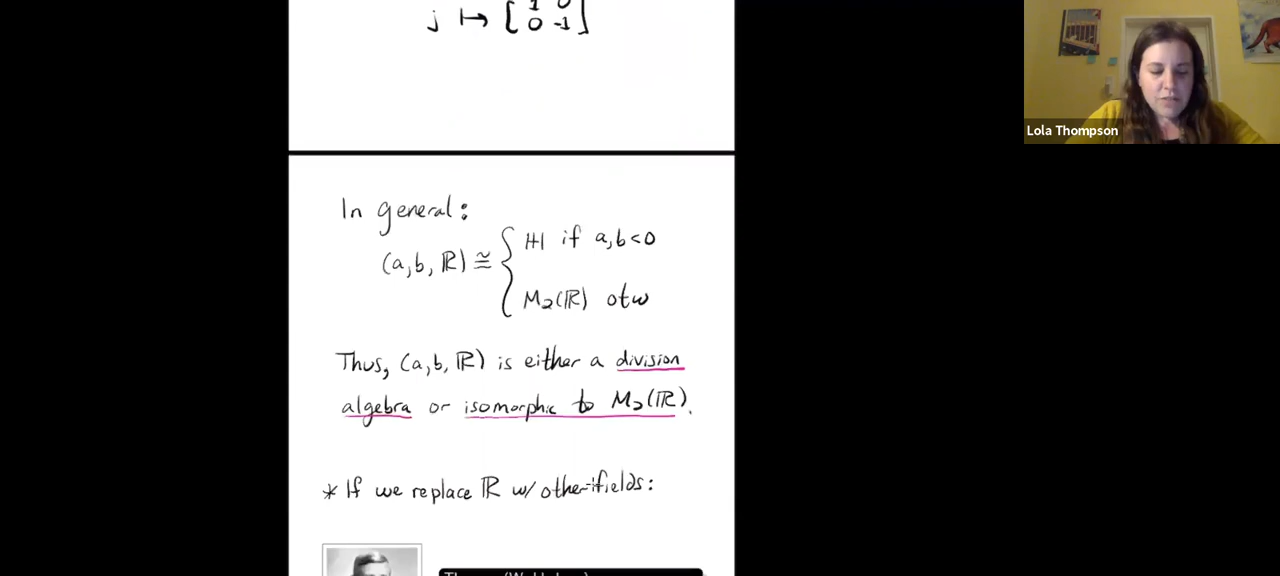 j ↦ [ 1 0
0 -1 ]
Lola Thompson
In general:
(a,b, ℝ) ≅ { ℍ if a,b<0
M₂(ℝ) otw
Thus, (a,b, ℝ) is either a division
algebra or isomorphic to M₂(ℝ).
* If we replace ℝ w/ other fields: